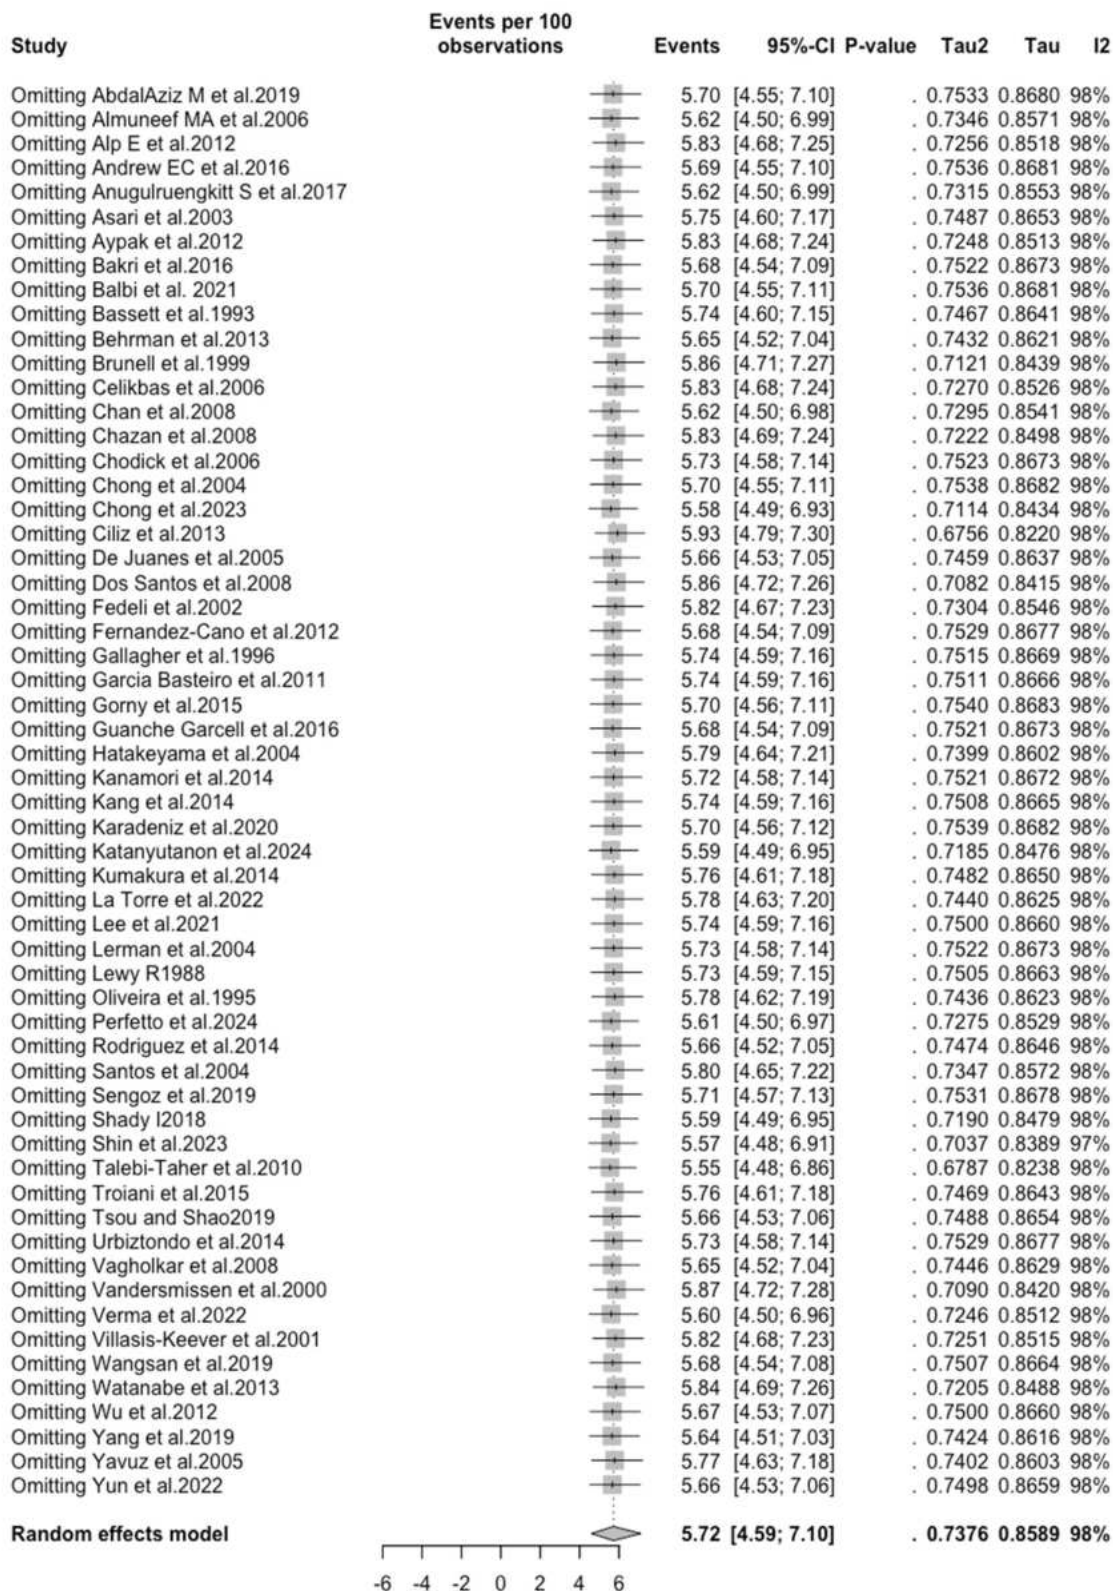 Events per 100
Study observations Events 95%-CI P-value Tau2 Tau I2
Omitting AbdalAziz M et al.2019 5.70 [4.55; 7.10] . 0.7533 0.8680 98%
Omitting Almuneef MA et al.2006 5.62 [4.50; 6.99] . 0.7346 0.8571 98%
Omitting Alp E et al.2012 5.83 [4.68; 7.25] . 0.7256 0.8518 98%
Omitting Andrew EC et al.2016 5.69 [4.55; 7.10] . 0.7536 0.8681 98%
Omitting Anugulruengkitt S et al.2017 5.62 [4.50; 6.99] . 0.7315 0.8553 98%
Omitting Asari et al.2003 5.75 [4.60; 7.17] . 0.7487 0.8653 98%
Omitting Aypak et al.2012 5.83 [4.68; 7.24] . 0.7248 0.8513 98%
Omitting Bakri et al.2016 5.68 [4.54; 7.09] . 0.7522 0.8673 98%
Omitting Balbi et al. 2021 5.70 [4.55; 7.11] . 0.7536 0.8681 98%
Omitting Bassett et al.1993 5.74 [4.60; 7.15] . 0.7467 0.8641 98%
Omitting Behrman et al.2013 5.65 [4.52; 7.04] . 0.7432 0.8621 98%
Omitting Brunell et al.1999 5.86 [4.71; 7.27] . 0.7121 0.8439 98%
Omitting Celikbas et al.2006 5.83 [4.68; 7.24] . 0.7270 0.8526 98%
Omitting Chan et al.2008 5.62 [4.50; 6.98] . 0.7295 0.8541 98%
Omitting Chazan et al.2008 5.83 [4.69; 7.24] . 0.7222 0.8498 98%
Omitting Chodick et al.2006 5.73 [4.58; 7.14] . 0.7523 0.8673 98%
Omitting Chong et al.2004 5.70 [4.55; 7.11] . 0.7538 0.8682 98%
Omitting Chong et al.2023 5.58 [4.49; 6.93] . 0.7114 0.8434 98%
Omitting Ciliz et al.2013 5.93 [4.79; 7.30] . 0.6756 0.8220 98%
Omitting De Juanes et al.2005 5.66 [4.53; 7.05] . 0.7459 0.8637 98%
Omitting Dos Santos et al.2008 5.86 [4.72; 7.26] . 0.7082 0.8415 98%
Omitting Fedeli et al.2002 5.82 [4.67; 7.23] . 0.7304 0.8546 98%
Omitting Fernandez-Cano et al.2012 5.68 [4.54; 7.09] . 0.7529 0.8677 98%
Omitting Gallagher et al.1996 5.74 [4.59; 7.16] . 0.7515 0.8669 98%
Omitting Garcia Basteiro et al.2011 5.74 [4.59; 7.16] . 0.7511 0.8666 98%
Omitting Gorny et al.2015 5.70 [4.56; 7.11] . 0.7540 0.8683 98%
Omitting Guanche Garcell et al.2016 5.68 [4.54; 7.09] . 0.7521 0.8673 98%
Omitting Hatakeyama et al.2004 5.79 [4.64; 7.21] . 0.7399 0.8602 98%
Omitting Kanamori et al.2014 5.72 [4.58; 7.14] . 0.7521 0.8672 98%
Omitting Kang et al.2014 5.74 [4.59; 7.16] . 0.7508 0.8665 98%
Omitting Karadeniz et al.2020 5.70 [4.56; 7.12] . 0.7539 0.8682 98%
Omitting Katanyutanon et al.2024 5.59 [4.49; 6.95] . 0.7185 0.8476 98%
Omitting Kumakura et al.2014 5.76 [4.61; 7.18] . 0.7482 0.8650 98%
Omitting La Torre et al.2022 5.78 [4.63; 7.20] . 0.7440 0.8625 98%
Omitting Lee et al.2021 5.74 [4.59; 7.16] . 0.7500 0.8660 98%
Omitting Lerman et al.2004 5.73 [4.58; 7.14] . 0.7522 0.8673 98%
Omitting Lewy R1988 5.73 [4.59; 7.15] . 0.7505 0.8663 98%
Omitting Oliveira et al.1995 5.78 [4.62; 7.19] . 0.7436 0.8623 98%
Omitting Perfetto et al.2024 5.61 [4.50; 6.97] . 0.7275 0.8529 98%
Omitting Rodriguez et al.2014 5.66 [4.52; 7.05] . 0.7474 0.8646 98%
Omitting Santos et al.2004 5.80 [4.65; 7.22] . 0.7347 0.8572 98%
Omitting Sengoz et al.2019 5.71 [4.57; 7.13] . 0.7531 0.8678 98%
Omitting Shady I2018 5.59 [4.49; 6.95] . 0.7190 0.8479 98%
Omitting Shin et al.2023 5.57 [4.48; 6.91] . 0.7037 0.8389 97%
Omitting Talebi-Taher et al.2010 5.55 [4.48; 6.86] . 0.6787 0.8238 98%
Omitting Troiani et al.2015 5.76 [4.61; 7.18] . 0.7469 0.8643 98%
Omitting Tsou and Shao2019 5.66 [4.53; 7.06] . 0.7488 0.8654 98%
Omitting Urbiztondo et al.2014 5.73 [4.58; 7.14] . 0.7529 0.8677 98%
Omitting Vagholkar et al.2008 5.65 [4.52; 7.04] . 0.7446 0.8629 98%
Omitting Vandersmissen et al.2000 5.87 [4.72; 7.28] . 0.7090 0.8420 98%
Omitting Verma et al.2022 5.60 [4.50; 6.96] . 0.7246 0.8512 98%
Omitting Villasis-Keever et al.2001 5.82 [4.68; 7.23] . 0.7251 0.8515 98%
Omitting Wangsan et al.2019 5.68 [4.54; 7.08] . 0.7507 0.8664 98%
Omitting Watanabe et al.2013 5.84 [4.69; 7.26] . 0.7205 0.8488 98%
Omitting Wu et al.2012 5.67 [4.53; 7.07] . 0.7500 0.8660 98%
Omitting Yang et al.2019 5.64 [4.51; 7.03] . 0.7424 0.8616 98%
Omitting Yavuz et al.2005 5.77 [4.63; 7.18] . 0.7402 0.8603 98%
Omitting Yun et al.2022 5.66 [4.53; 7.06] . 0.7498 0.8659 98%
Random effects model 5.72 [4.59; 7.10] . 0.7376 0.8589 98%
-6 -4 -2 0 2 4 6